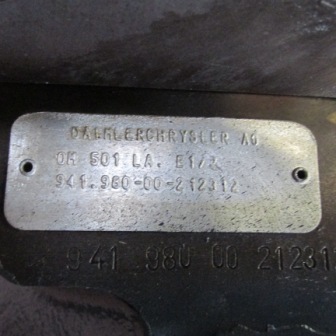 DAIMLERCHRYSLER AG
OM 501 LA. E1/2
941.980-00-212312
941 980 00 21231